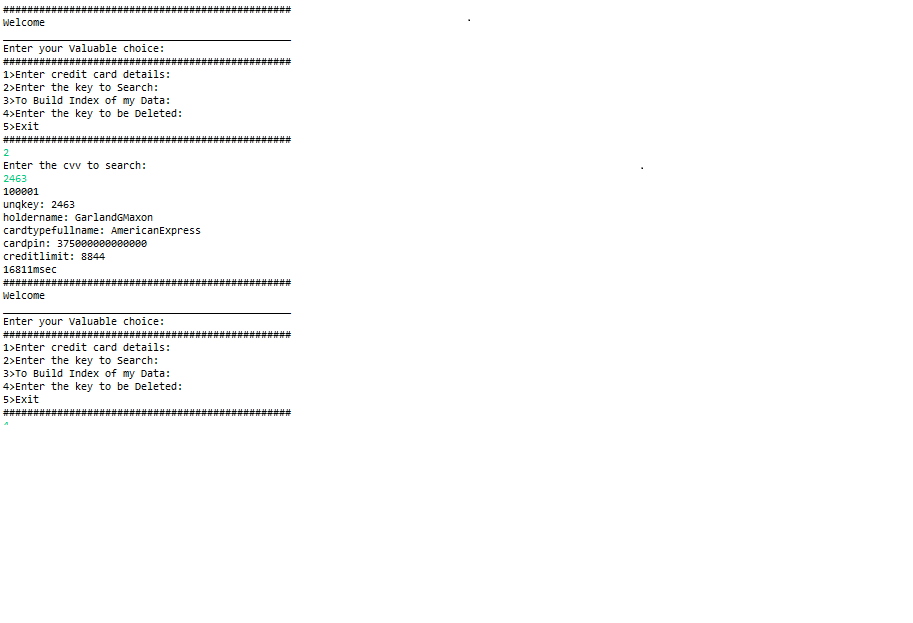 ################################################
Welcome
________________________________________________
Enter your Valuable choice:
################################################
1>Enter credit card details:
2>Enter the key to Search:
3>To Build Index of my Data:
4>Enter the key to be Deleted:
5>Exit
################################################
2
Enter the cvv to search:
2463
100001
unqkey: 2463
holdername: GarlandGMaxon
cardtypefullname: AmericanExpress
cardpin: 375000000000000
creditlimit: 8844
16811msec
################################################
Welcome
________________________________________________
Enter your Valuable choice:
################################################
1>Enter credit card details:
2>Enter the key to Search:
3>To Build Index of my Data:
4>Enter the key to be Deleted:
5>Exit
################################################